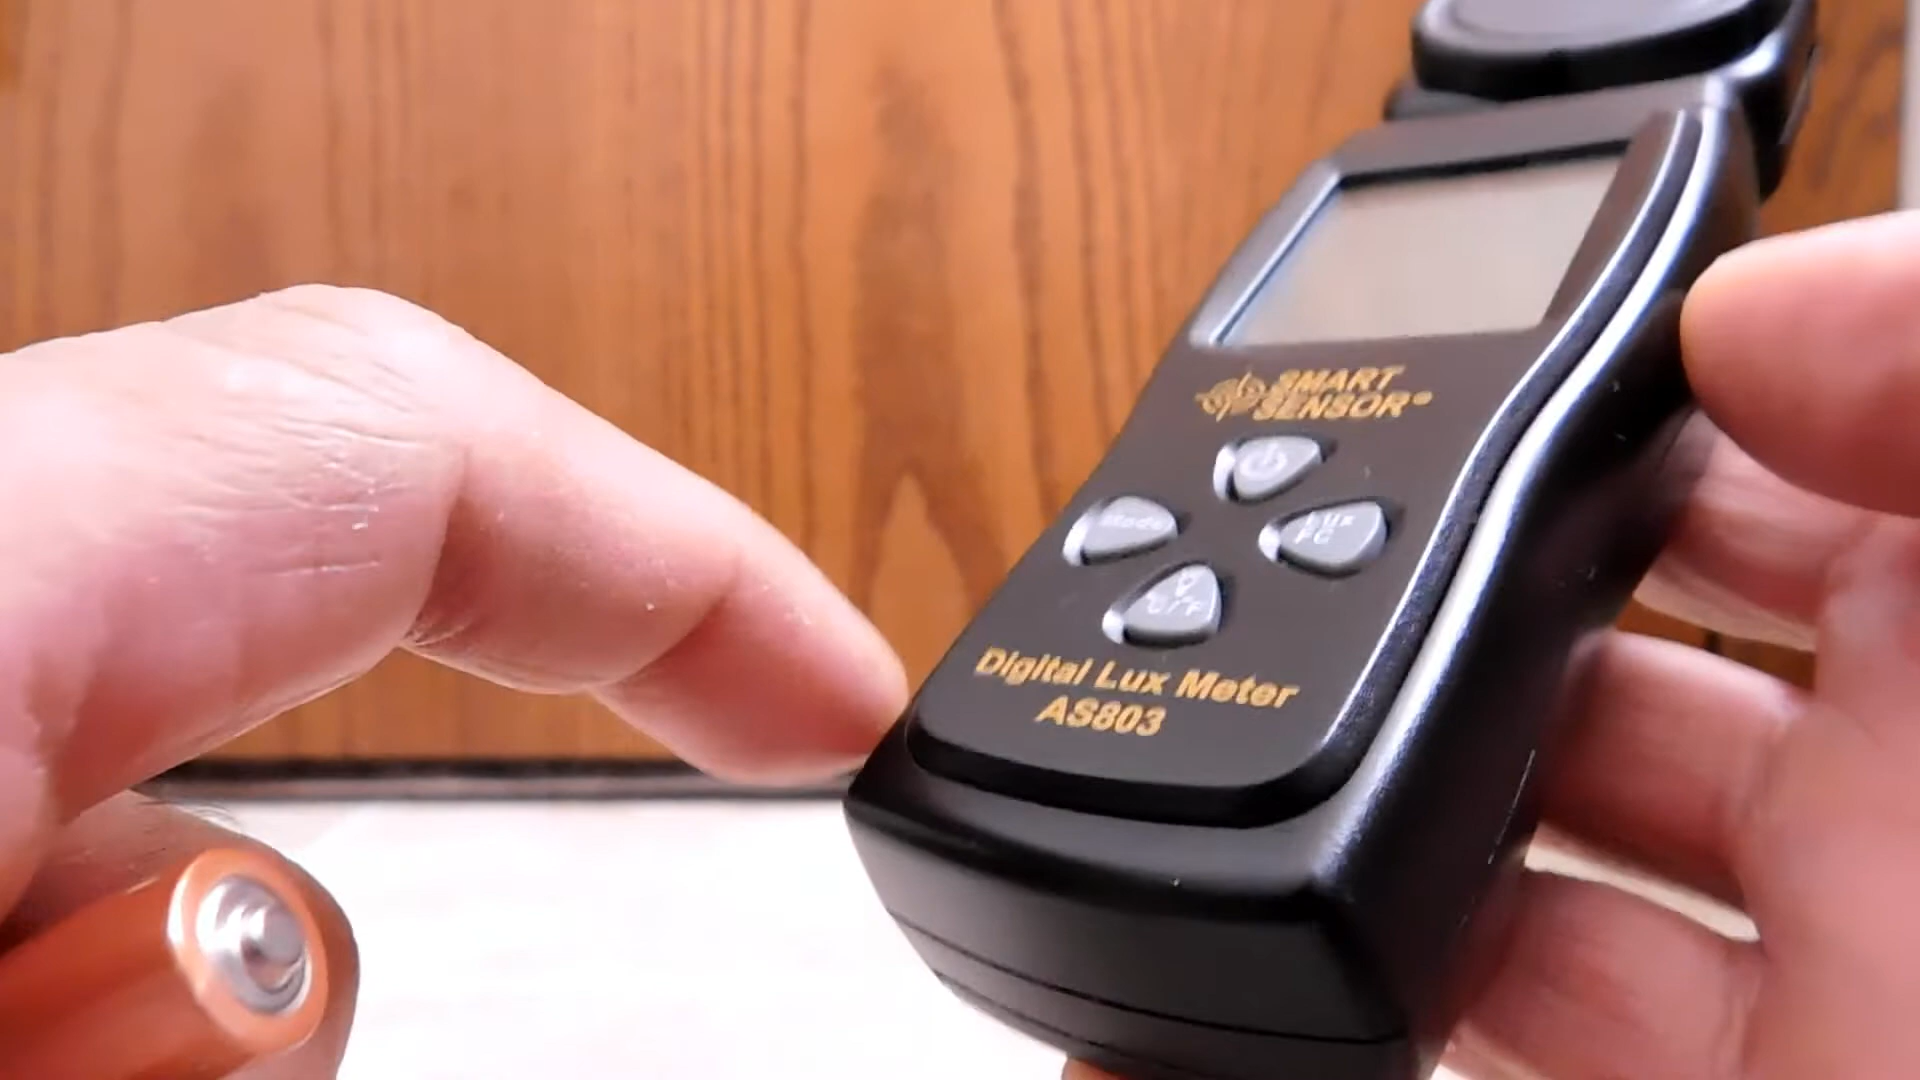 SMART
SENSOR®
Mode
Lux
FC
°C/°F
Digital Lux Meter
AS803